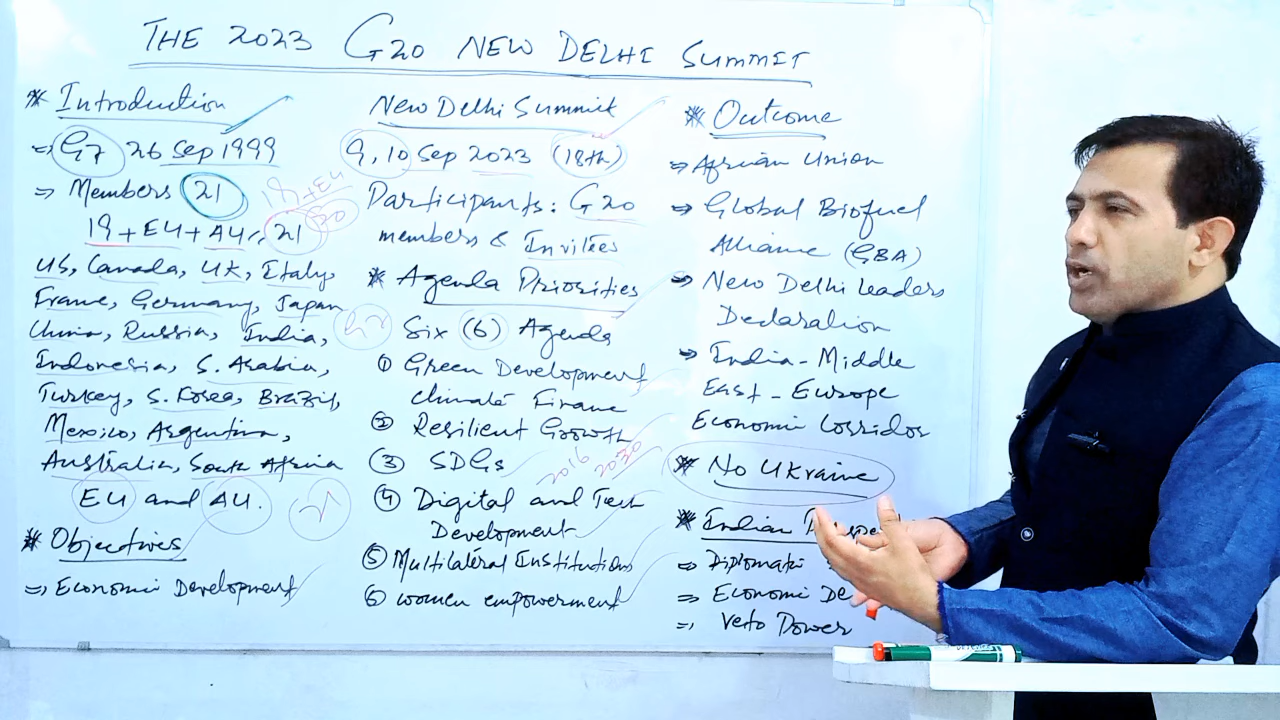 THE 2023 G20 NEW DELHI SUMMIT
* Introduction
⇒ G7 26 Sep 1999
⇒ Members 21
19+EU
20
19+EU+AU = 21
US, Canada, UK, Italy,
France, Germany, Japan
China, Russia, India,
Indonesia, S. Arabia,
Turkey, S. Korea, Brazil,
Mexico, Argentina,
Australia, South Africa
EU and AU.
21
* Objectives
⇒ Economic Development
New Delhi Summit
9, 10 Sep 2023 (18th)
Participants: G20
members & Invitees
* Agenda Priorities
Six (6) Agenda
① Green Development
Climate Finance
② Resilient Growth
③ SDGs
2016
2030
④ Digital and Tech
Development
⑤ Multilateral Institutions
⑥ women empowerment
* Outcome
⇒ African Union
⇒ Global Biofuel
Alliance (GBA)
⇒ New Delhi Leaders
Declaration
⇒ India - Middle
East - Europe
Economic Corridor
* No Ukraine
* Indian
⇒ Diplomatic
⇒ Economic De
⇒ Veto Power